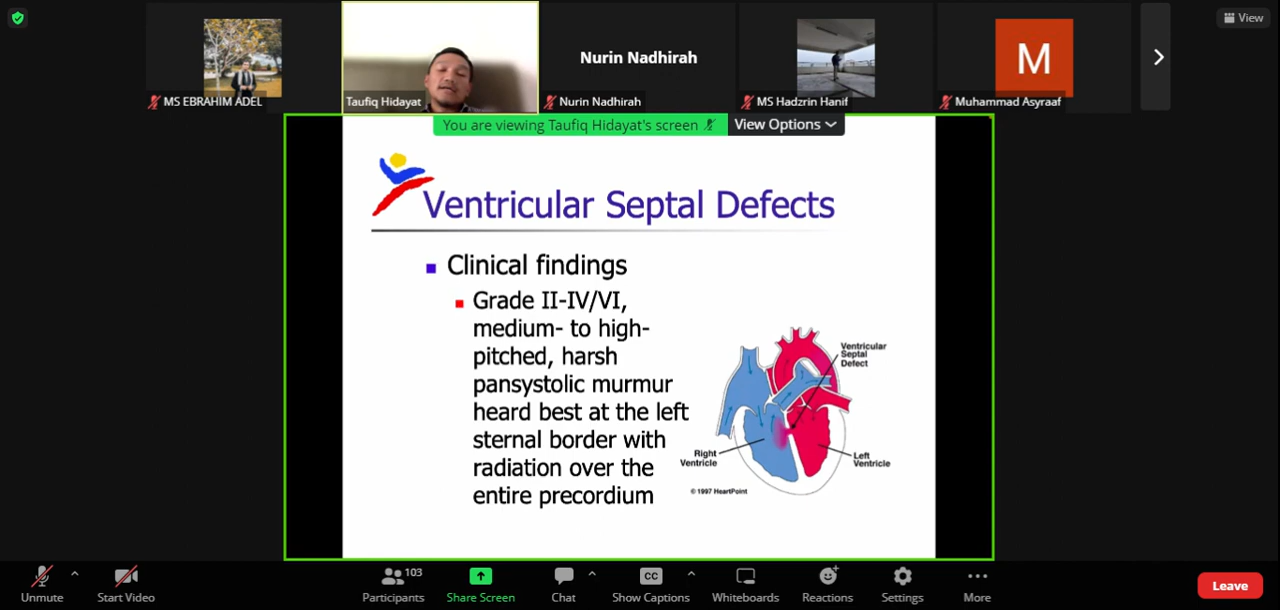 View
Nurin Nadhirah
M
MS EBRAHIM ADEL
Taufiq Hidayat
Nurin Nadhirah
MS Hadzrin Hanif
Muhammad Asyraaf
You are viewing Taufiq Hidayat's screen
View Options
Ventricular Septal Defects
Clinical findings
Grade II-IV/VI,
medium- to high-
pitched, harsh
pansystolic murmur
heard best at the left
sternal border with
radiation over the
entire precordium
Ventricular
Septal
Defect
Right
Ventricle
Left
Ventricle
© 1997 HeartPoint
Unmute
Start Video
103
Participants
Share Screen
Chat
CC
Show Captions
Whiteboards
Reactions
Settings
More
Leave